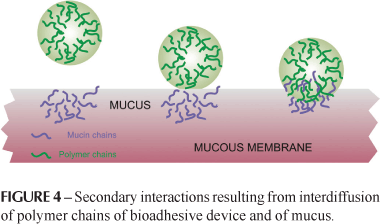 MUCUS
Mucin chains
Polymer chains
MUCOUS MEMBRANE
FIGURE 4 – Secondary interactions resulting from interdiffusion
of polymer chains of bioadhesive device and of mucus.